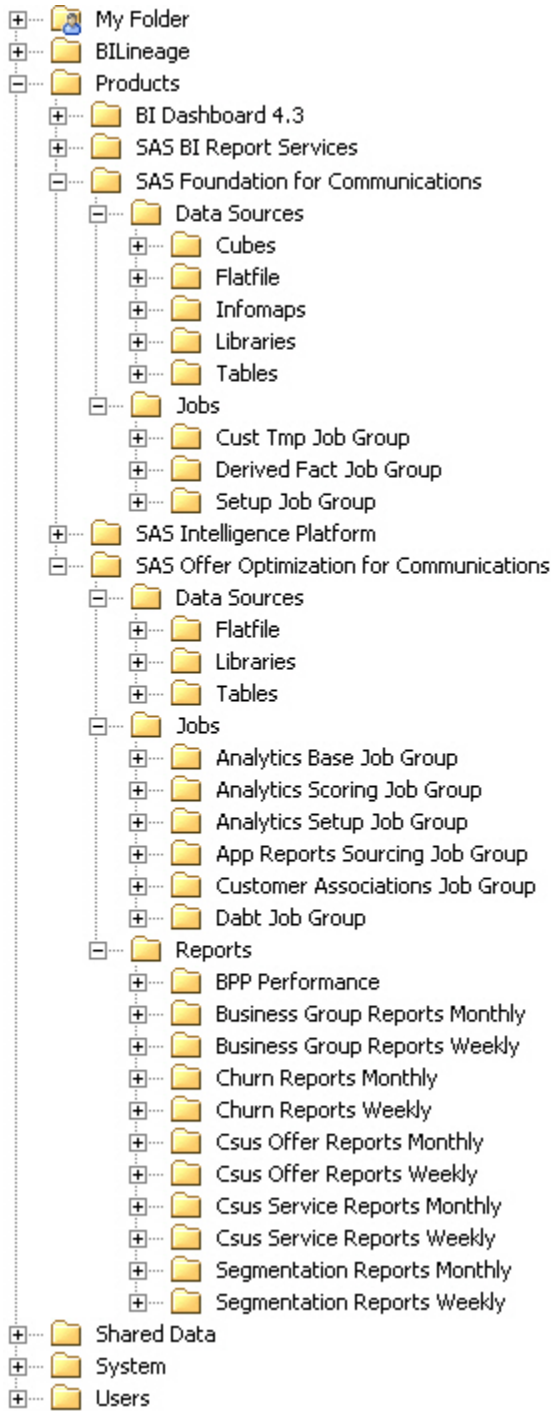 My Folder
BILineage
Products
BI Dashboard 4.3
SAS BI Report Services
SAS Foundation for Communications
Data Sources
Cubes
Flatfile
Infomaps
Libraries
Tables
Jobs
Cust Tmp Job Group
Derived Fact Job Group
Setup Job Group
SAS Intelligence Platform
SAS Offer Optimization for Communications
Data Sources
Flatfile
Libraries
Tables
Jobs
Analytics Base Job Group
Analytics Scoring Job Group
Analytics Setup Job Group
App Reports Sourcing Job Group
Customer Associations Job Group
Dabt Job Group
Reports
BPP Performance
Business Group Reports Monthly
Business Group Reports Weekly
Churn Reports Monthly
Churn Reports Weekly
Csus Offer Reports Monthly
Csus Offer Reports Weekly
Csus Service Reports Monthly
Csus Service Reports Weekly
Segmentation Reports Monthly
Segmentation Reports Weekly
Shared Data
System
Users